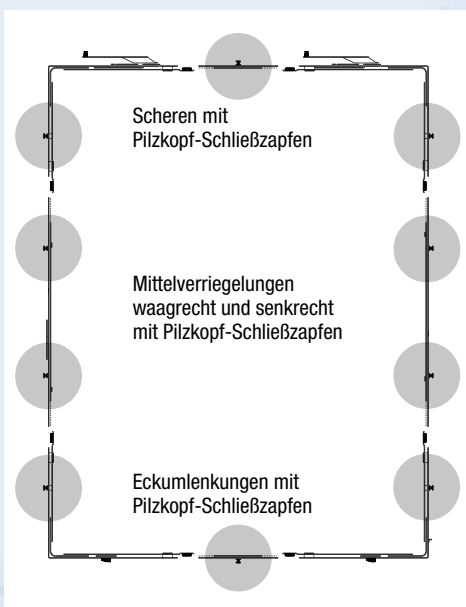 Scheren mit
Pilzkopf-Schließzapfen
Mittelverriegelungen
waagrecht und senkrecht
mit Pilzkopf-Schließzapfen
Eckumlenkungen mit
Pilzkopf-Schließzapfen